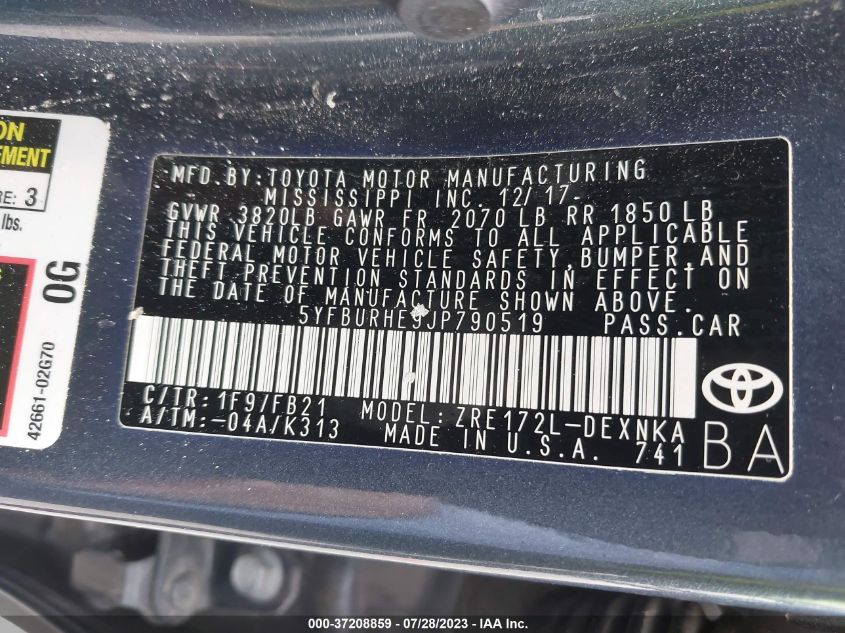 ON
EMENT
RE: 3
lbs.
0G
42661-02G70
MFD. BY: TOYOTA MOTOR MANUFACTURING
MISSISSIPPI INC. 12/17
GVWR 3820LB GAWR FR 2070 LB RR 1850 LB
THIS VEHICLE CONFORMS TO ALL APPLICABLE
FEDERAL MOTOR VEHICLE SAFETY, BUMPER, AND
THEFT PREVENTION STANDARDS IN EFFECT ON
THE DATE OF MANUFACTURE SHOWN ABOVE.
5YFBURHE9JP790519 PASS.CAR
C/TR: 1F9/FB21 MODEL: ZRE172L-DEXNKA
A/TM: -04A/K313 MADE IN U.S.A. 741
BA
000-37208859 / 07/28/2023 - IAA Inc.